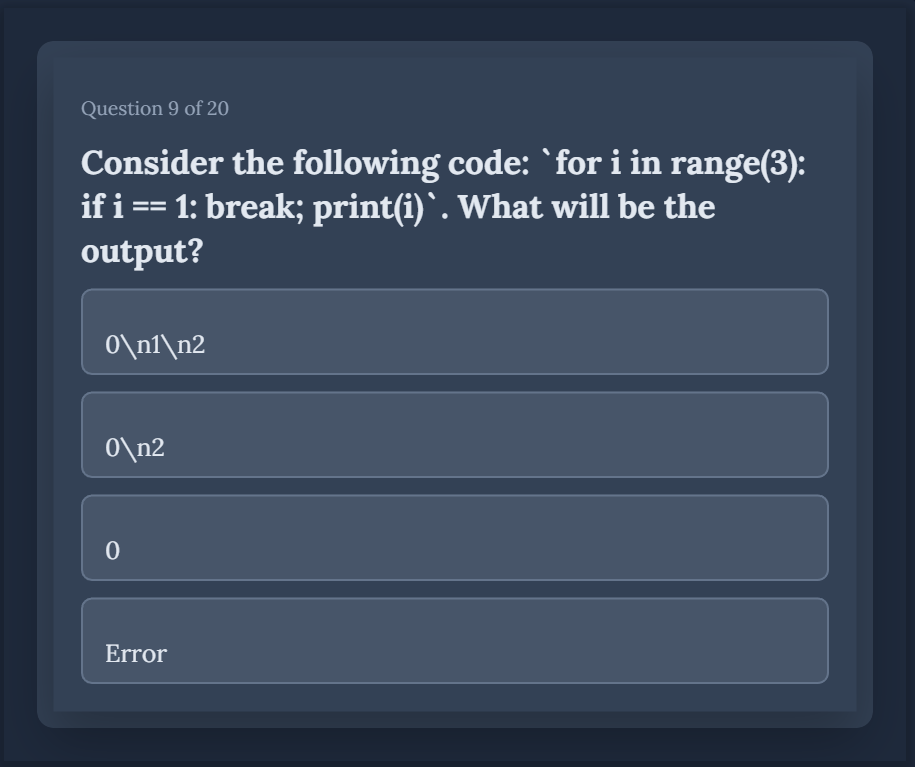 Question 9 of 20
Consider the following code: `for i in range(3):
if i == 1: break; print(i)`. What will be the
output?
0\n1\n2
0\n2
0
Error